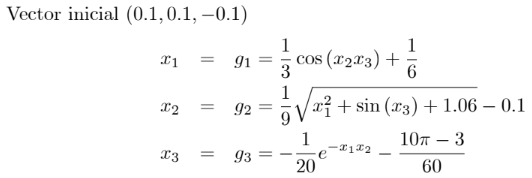 Vector inicial (0.1, 0.1, −0.1)
x₁ = g₁ = 1/3 cos (x₂x₃) + 1/6
x₂ = g₂ = 1/9 √(x₁² + sin (x₃) + 1.06) − 0.1
x₃ = g₃ = −1/20 e^(−x₁x₂) − (10π − 3)/60